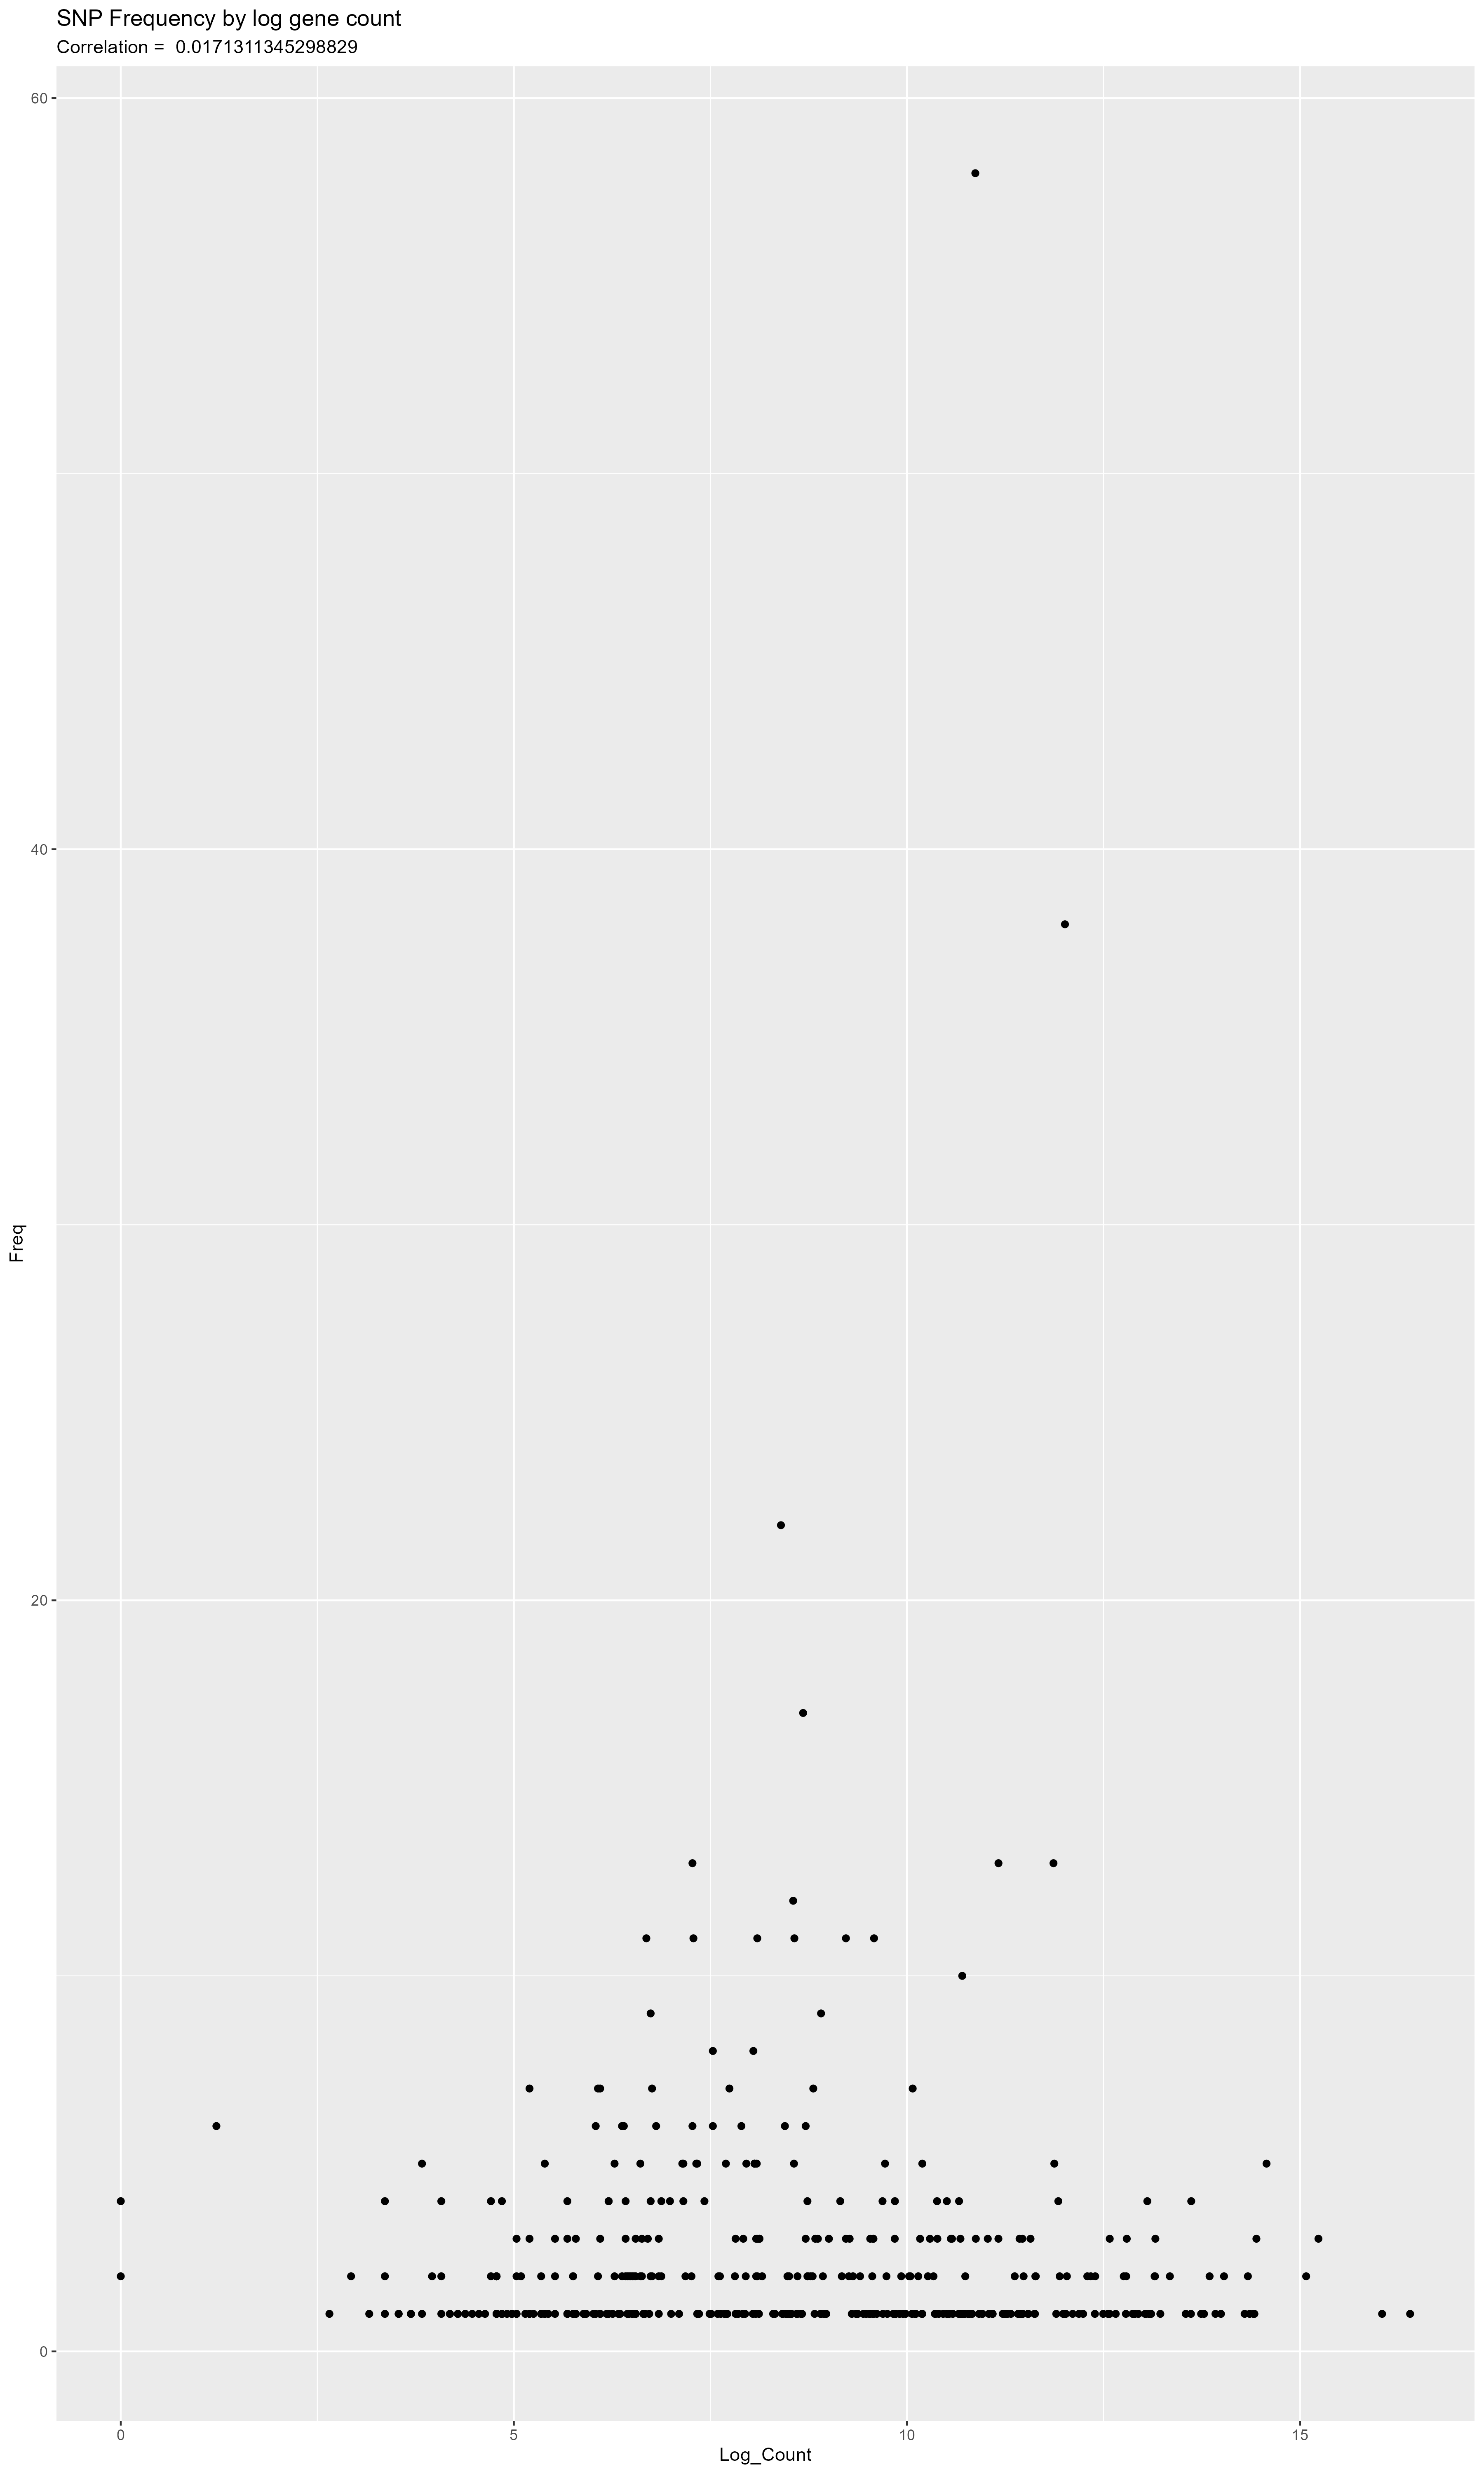 SNP Frequency by log gene count
Correlation =  0.0171311345298829
60
40
20
0
Freq
0
5
10
15
Log_Count